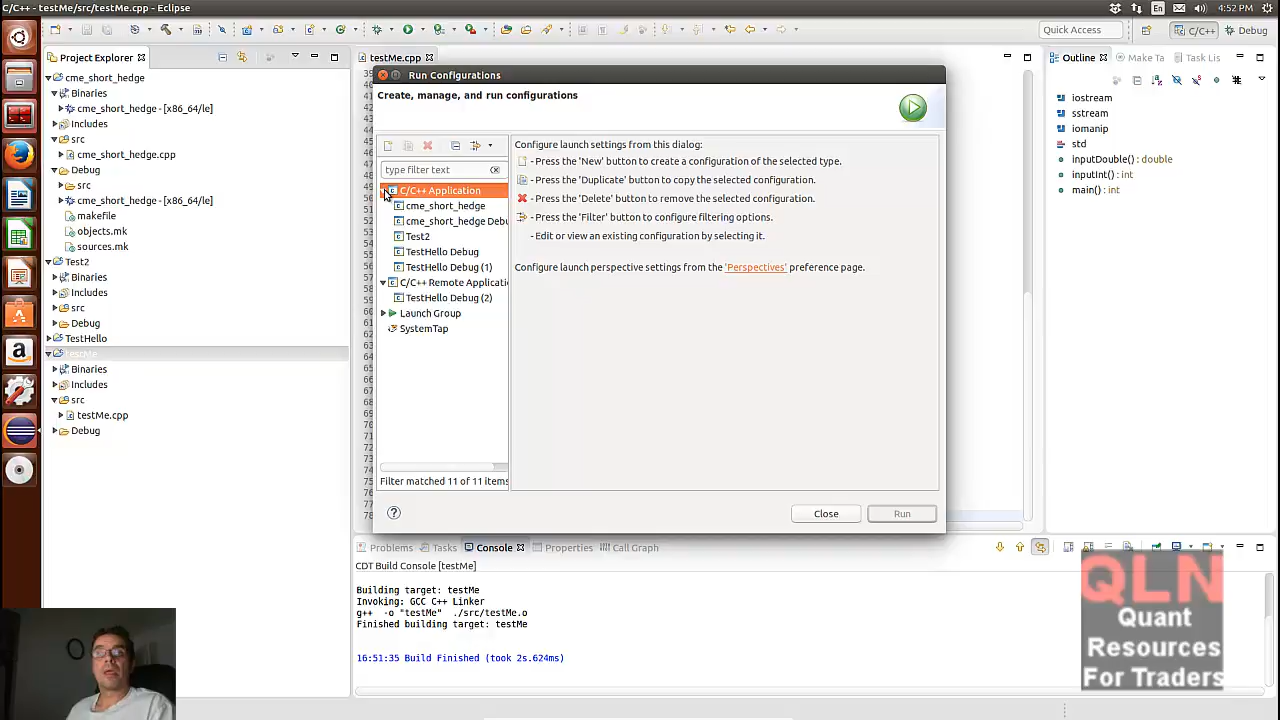 C/C++ - testMe/src/testMe.cpp - Eclipse
En
4:52 PM
Quick Access
C/C++
Debug
Project Explorer
cme_short_hedge
Binaries
cme_short_hedge - [x86_64/le]
Includes
src
cme_short_hedge.cpp
Debug
src
cme_short_hedge - [x86_64/le]
makefile
objects.mk
sources.mk
Test2
Binaries
Includes
src
Debug
TestHello
testMe
Binaries
Includes
src
testMe.cpp
Debug
testMe.cpp
Run Configurations
Create, manage, and run configurations
type filter text
C/C++ Application
cme_short_hedge
cme_short_hedge Debu
Test2
TestHello Debug
TestHello Debug (1)
C/C++ Remote Applicati
TestHello Debug (2)
Launch Group
SystemTap
Filter matched 11 of 11 items
Configure launch settings from this dialog:
- Press the 'New' button to create a configuration of the selected type.
- Press the 'Duplicate' button to copy the selected configuration.
- Press the 'Delete' button to remove the selected configuration.
- Press the 'Filter' button to configure filtering options.
- Edit or view an existing configuration by selecting it.
Configure launch perspective settings from the 'Perspectives' preference page.
Close
Run
Outline
Make Ta
Task Lis
iostream
sstream
iomanip
std
inputDouble() : double
inputInt() : int
main() : int
Problems
Tasks
Console
Properties
Call Graph
CDT Build Console [testMe]
Building target: testMe
Invoking: GCC C++ Linker
g++ -o "testMe" ./src/testMe.o
Finished building target: testMe
16:51:35 Build Finished (took 2s.624ms)
QLN
Quant
Resources
For Traders